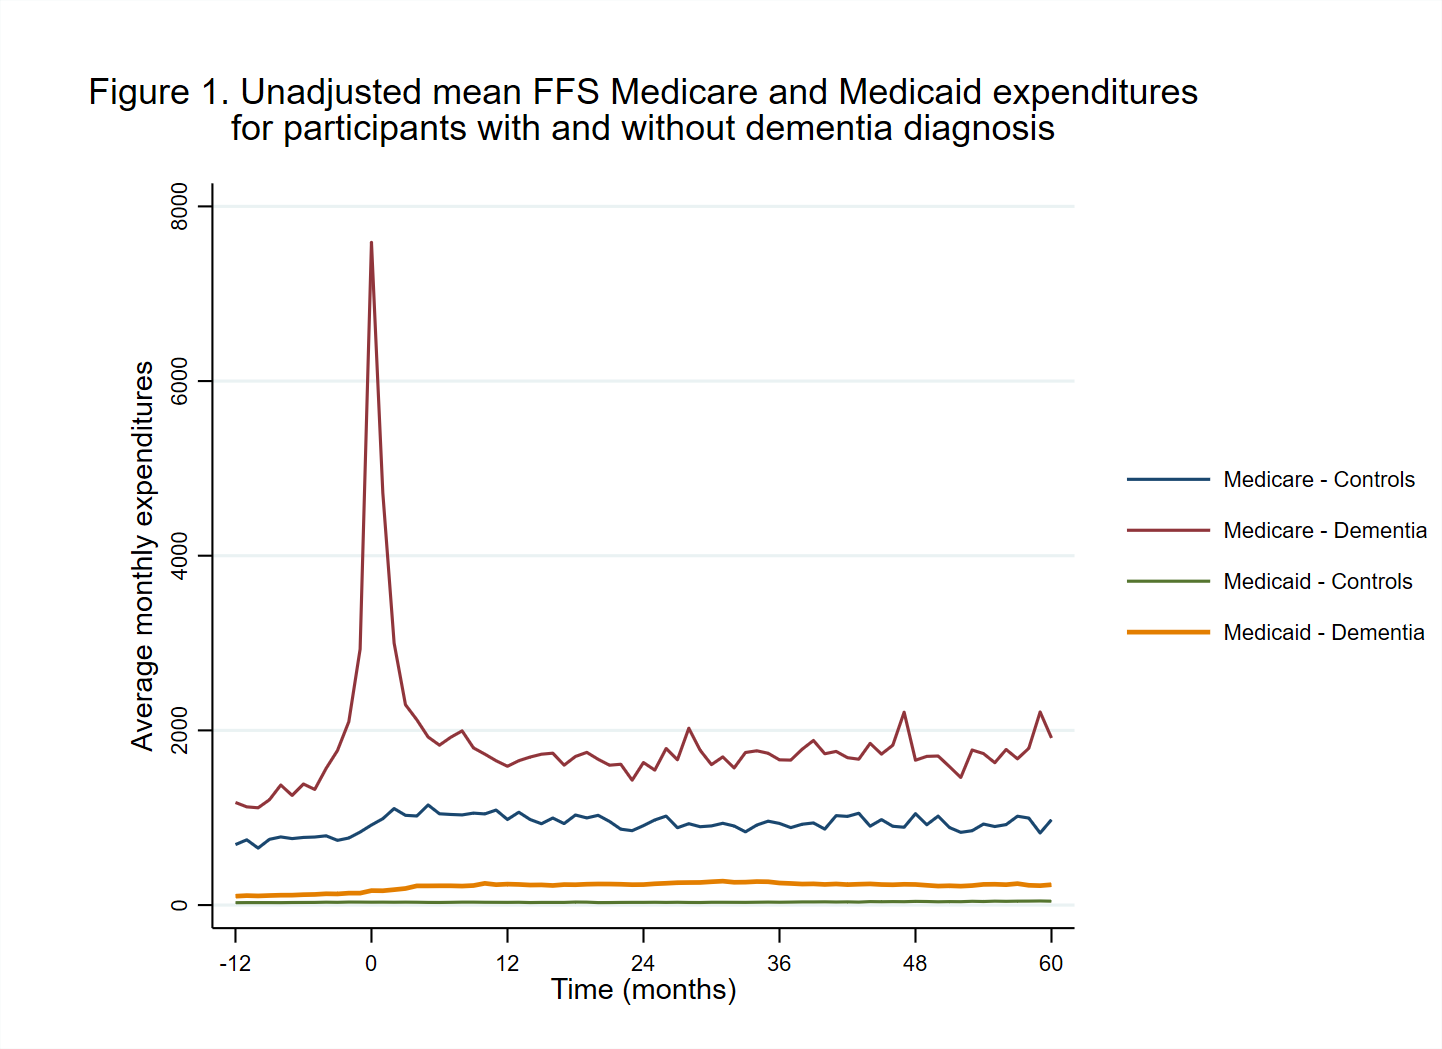 Figure 1. Unadjusted mean FFS Medicare and Medicaid expenditures
for participants with and without dementia diagnosis
8000
6000
4000
2000
0
Average monthly expenditures
-12 0 12 24 36 48 60
Time (months)
Medicare - Controls
Medicare - Dementia
Medicaid - Controls
Medicaid - Dementia